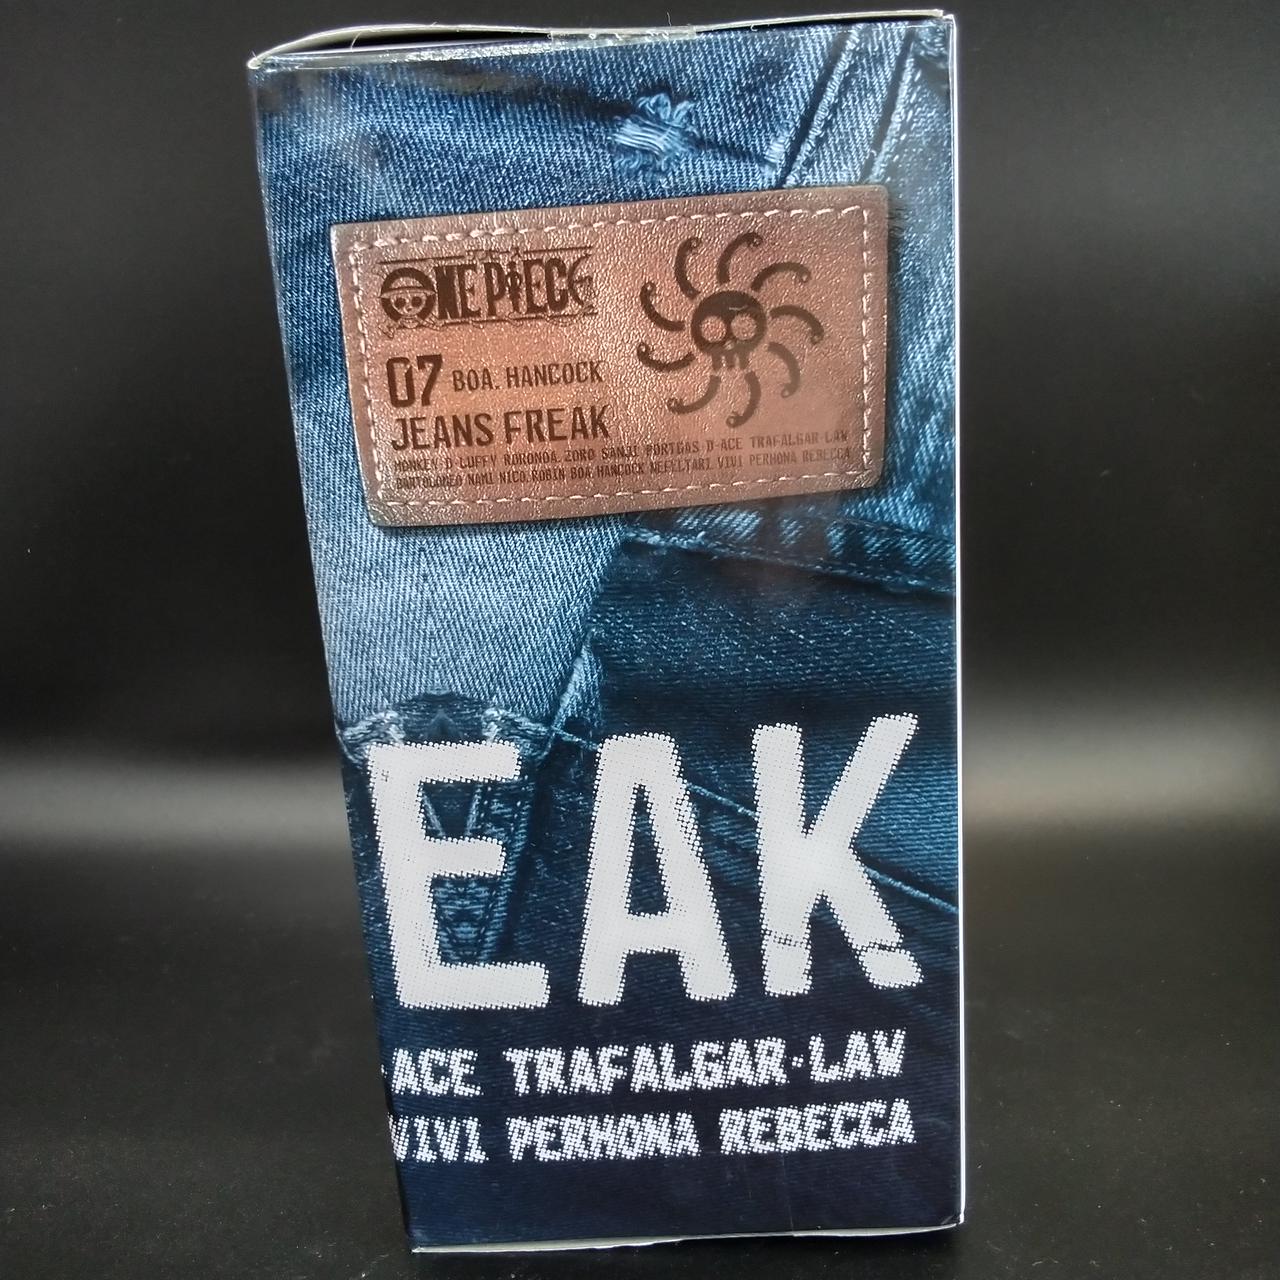 ONE PIECE
07 BOA. HANCOCK
JEANS FREAK
MONKEY·D·LUFFY RORONOA.ZORO SANJI PORTGAS·D·ACE TRAFALGAR·LAW
BARTOLOMEO NAMI NICO.ROBIN BOA.HANCOCK NEFELTARI VIVI PERHONA REBECCA
EAK
·ACE TRAFALGAR·LAW
VIVI PERHONA REBECCA